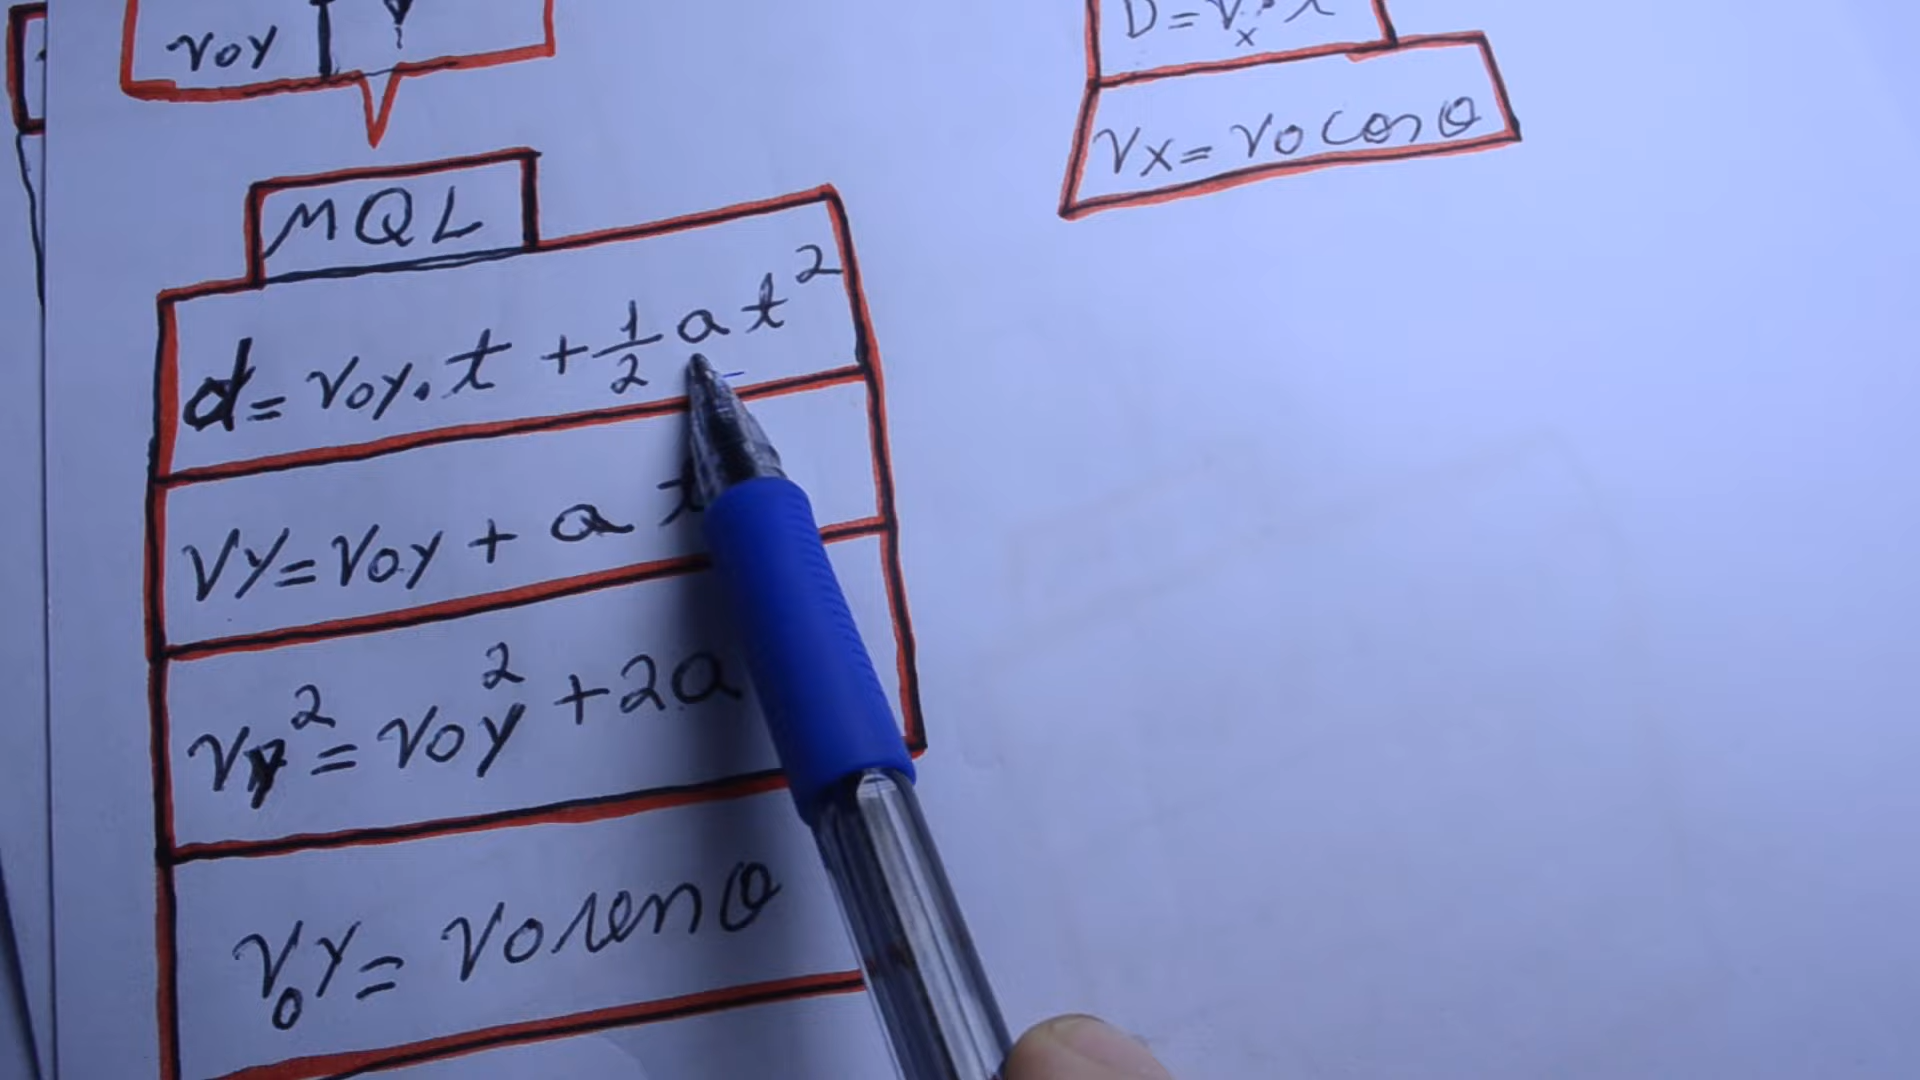 voy
MQL
d = voy.t + 1/2 a t²
Vy = Voy + a t
vy² = voy² + 2a
Voy = Vo sen θ
D = Vx.
Vx = Vo cos θ